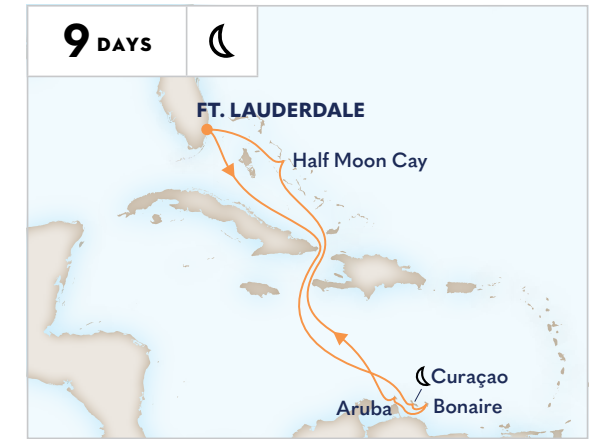 9 DAYS
FT. LAUDERDALE
Half Moon Cay
Curaçao
Aruba
Bonaire